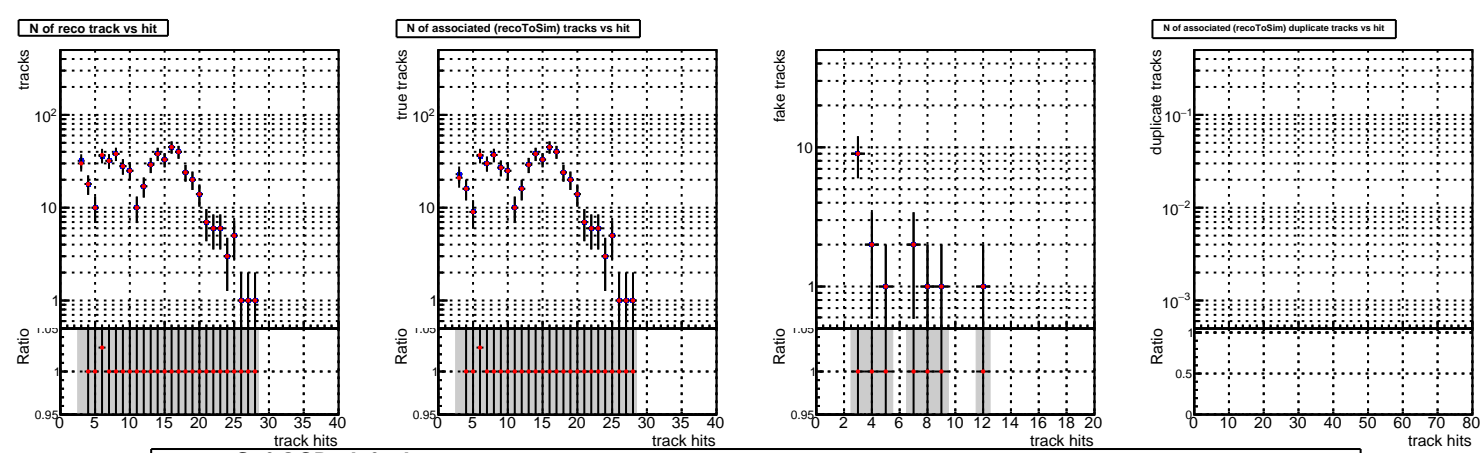 N of reco track vs hit
N of associated (recoToSim) tracks vs hit
N of associated (recoToSim) duplicate tracks vs hit
tracks
10²
10
1
Ratio
1.05
1
0.95
0 5 10 15 20 25 30 35 40
track hits
true tracks
10²
10
1
Ratio
1.05
1
0.95
0 5 10 15 20 25 30 35 40
track hits
fake tracks
10
1
Ratio
1.05
1
0.95
0 2 4 6 8 10 12 14 16 18 20
track hits
duplicate tracks
10⁻¹
10⁻²
10⁻³
Ratio
1
0.5
0
0 10 20 30 40 50 60 70 80
track hits